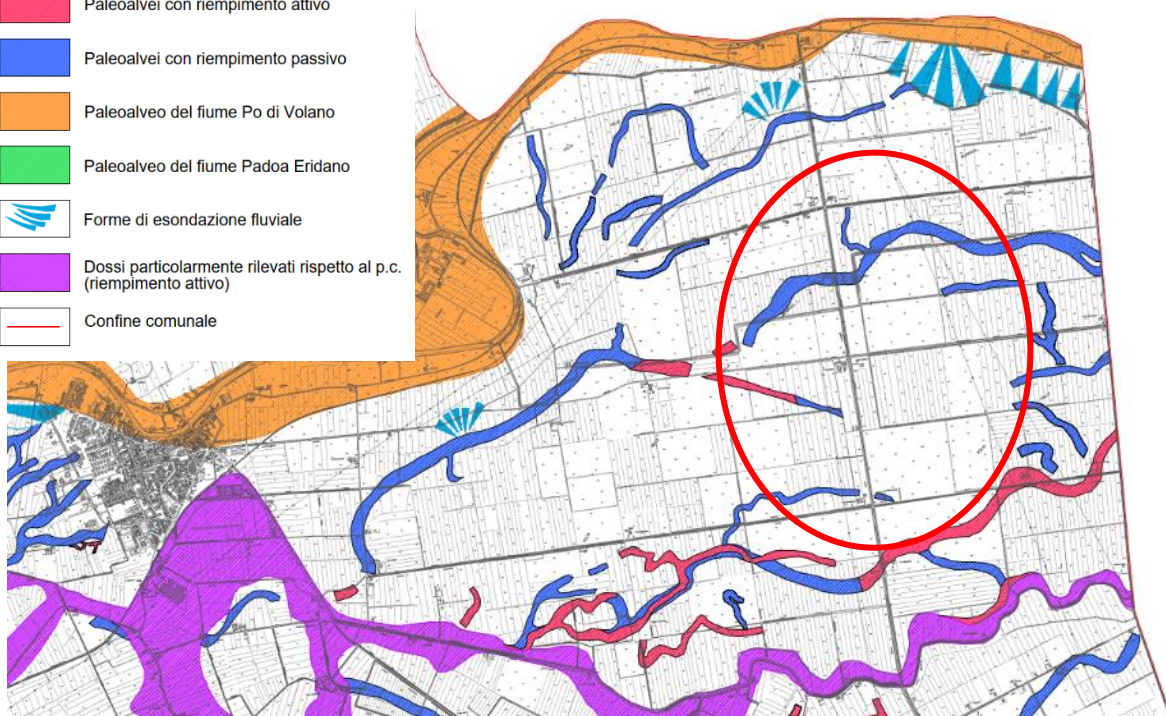 Paleoalvei con riempimento attivo
Paleoalvei con riempimento passivo
Paleoalveo del fiume Po di Volano
Paleoalveo del fiume Padoa Eridano
Forme di esondazione fluviale
Dossi particolarmente rilevati rispetto al p.c.
(riempimento attivo)
Confine comunale